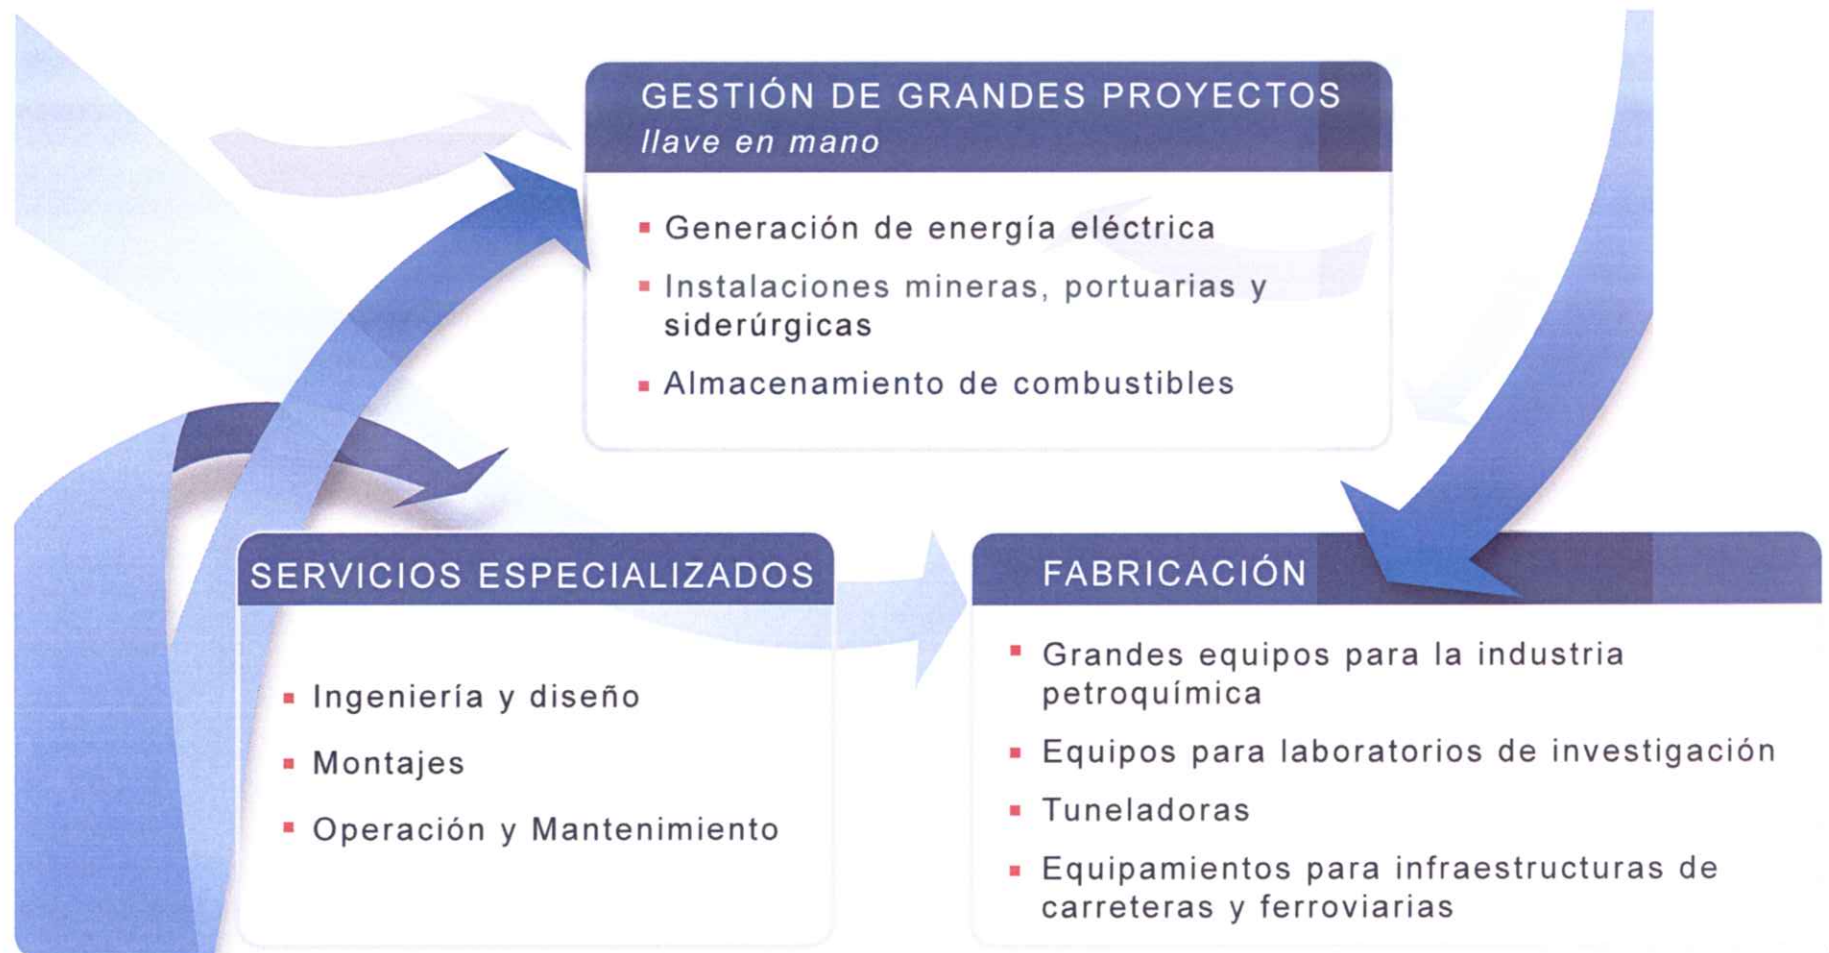 GESTIÓN DE GRANDES PROYECTOS
llave en mano
Generación de energía eléctrica
Instalaciones mineras, portuarias y
siderúrgicas
Almacenamiento de combustibles
SERVICIOS ESPECIALIZADOS
Ingeniería y diseño
Montajes
Operación y Mantenimiento
FABRICACIÓN
Grandes equipos para la industria
petroquímica
Equipos para laboratorios de investigación
Tuneladoras
Equipamientos para infraestructuras de
carreteras y ferroviarias